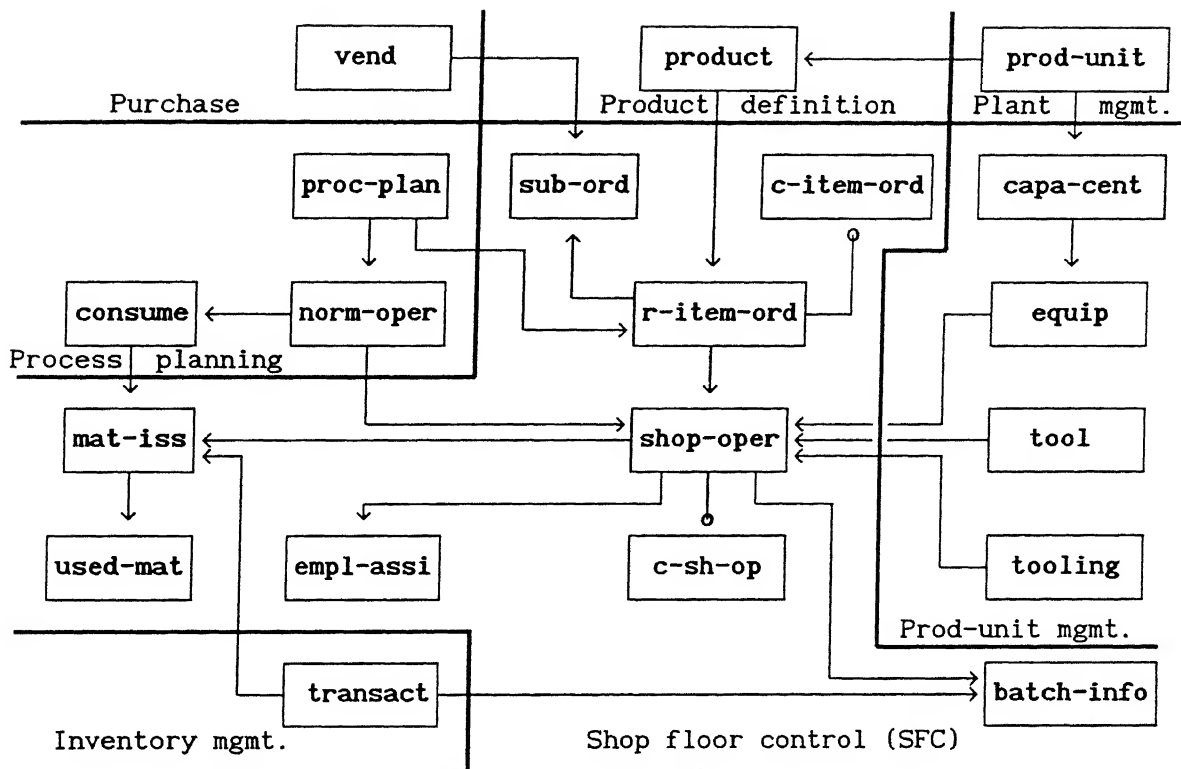 vend product prod-unit
Purchase Product definition Plant mgmt.
proc-plan sub-ord c-item-ord capa-cent
consume norm-oper r-item-ord equip
Process planning
mat-iss shop-oper tool
used-mat empl-assi c-sh-op tooling
Prod-unit mgmt.
transact batch-info
Inventory mgmt. Shop floor control (SFC)